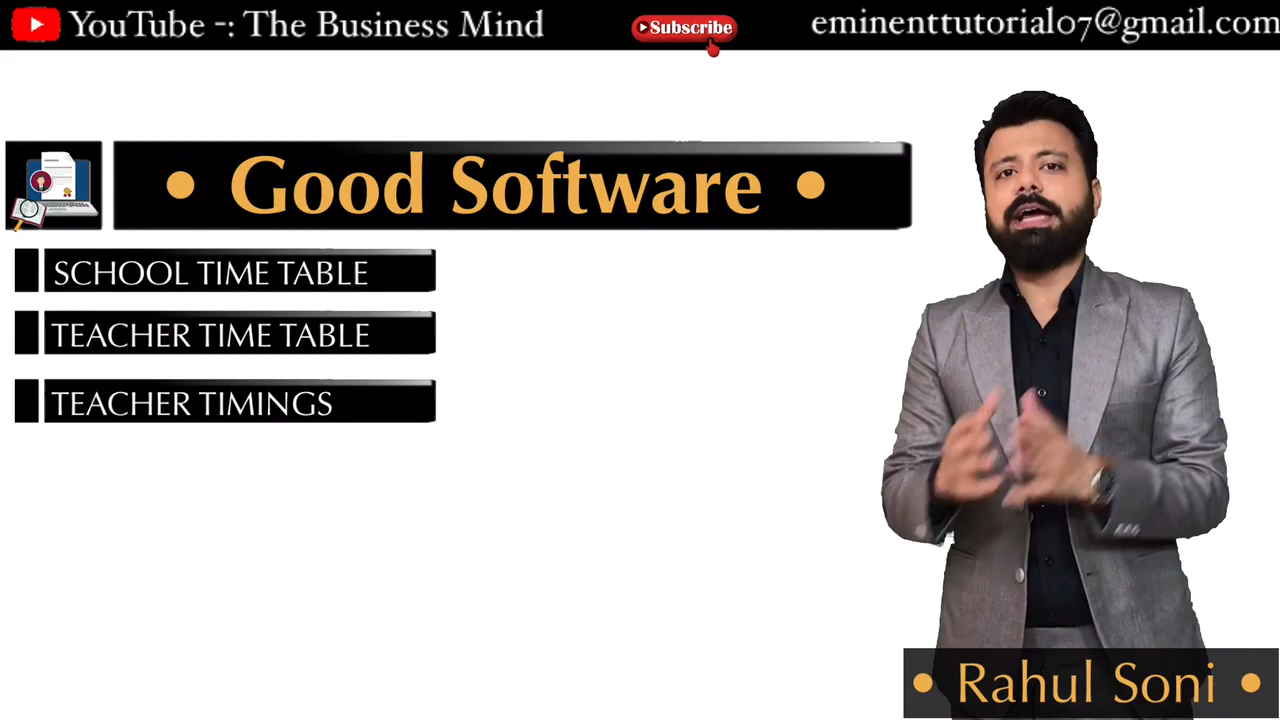 YouTube -: The Business Mind
Subscribe
eminenttutorial07@gmail.com
• Good Software •
SCHOOL TIME TABLE
TEACHER TIME TABLE
TEACHER TIMINGS
• Rahul Soni •